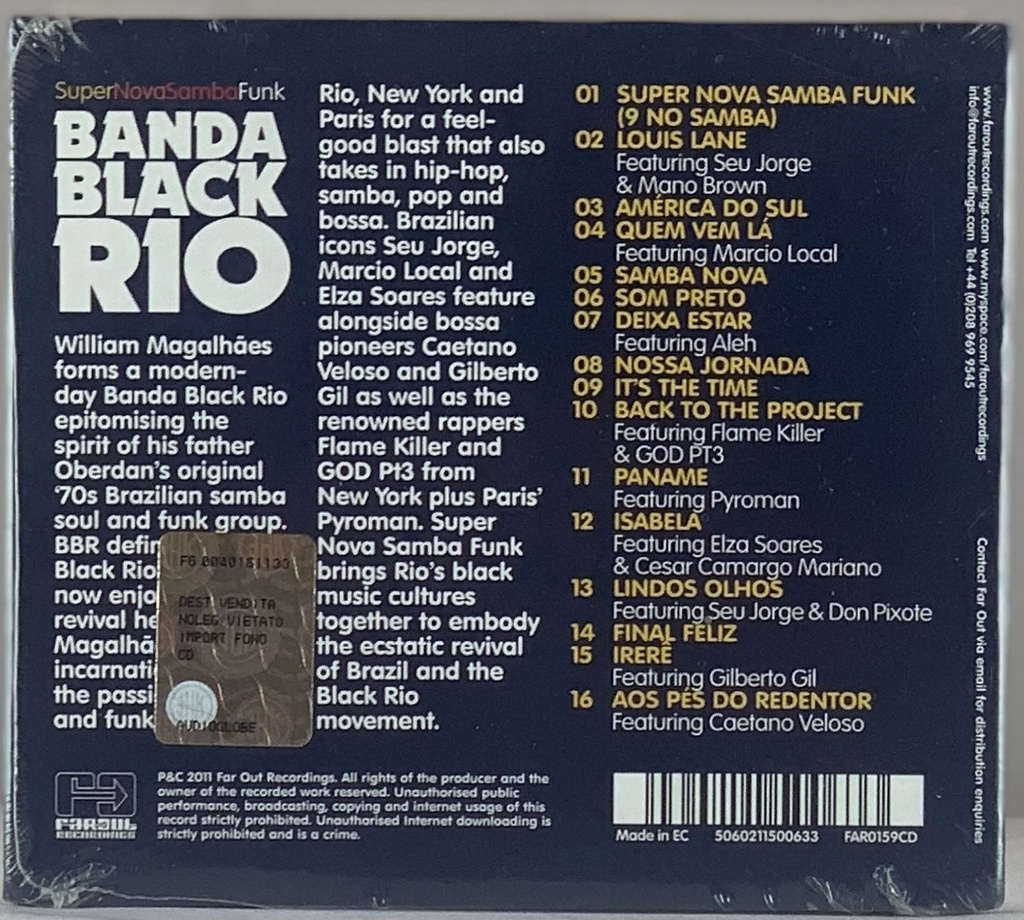 SuperNovaSambaFunk
BANDA
BLACK
RIO
William Magalhães
forms a modern-
day Banda Black Rio
epitomising the
spirit of his father
Oberdan's original
'70s Brazilian samba
soul and funk group.
BBR
Black Rio
now
revival
the
and funk
Rio, New York and
Paris for a feel-
good blast that also
takes in hip-hop,
samba, pop and
bossa. Brazilian
icons Seu Jorge,
Marcio Local and
Elza Soares feature
alongside bossa
pioneers Caetano
Veloso and Gilberto
Gil as well as the
renowned rappers
Flame Killer and
GOD Pt3 from
New York plus Paris'
Pyroman. Super
Nova Samba Funk
brings Rio's black
music cultures
together to embody
the ecstatic revival
of Brazil and the
Black Rio
movement.
01 SUPER NOVA SAMBA FUNK
(9 NO SAMBA)
02 LOUIS LANE
Featuring Seu Jorge
& Mano Brown
03 AMÉRICA DO SUL
04 QUEM VEM LÁ
Featuring Marcio Local
05 SAMBA NOVA
06 SOM PRETO
07 DEIXA ESTAR
Featuring Aleh
08 NOSSA JORNADA
09 IT'S THE TIME
10 BACK TO THE PROJECT
Featuring Flame Killer
& GOD PT3
11 PANAME
Featuring Pyroman
12 ISABELA
Featuring Elza Soares
& Cesar Camargo Mariano
13 LINDOS OLHOS
Featuring Seu Jorge & Don Pixote
14 FINAL FELIZ
15 IRERÊ
Featuring Gilberto Gil
16 AOS PÉS DO REDENTOR
Featuring Caetano Veloso
www.faroutrecordings.com www.myspace.com/faroutrecordings
info@faroutrecordings.com Tel +44 (0)208 969 9545
Contact Far Out via email for distribution enquiries
FG 0040161133
DEST.VENDITA
NOLEG.VIETATO
IMPORT FONO
CD
AUDIOGLOBE
FAROUT
RECORDINGS
P&C 2011 Far Out Recordings. All rights of the producer and the
owner of the recorded work reserved. Unauthorised public
performance, broadcasting, copying and internet usage of this
record strictly prohibited. Unauthorised Internet downloading is
strictly prohibited and is a crime.
Made in EC 5060211500633 FAR0159CD